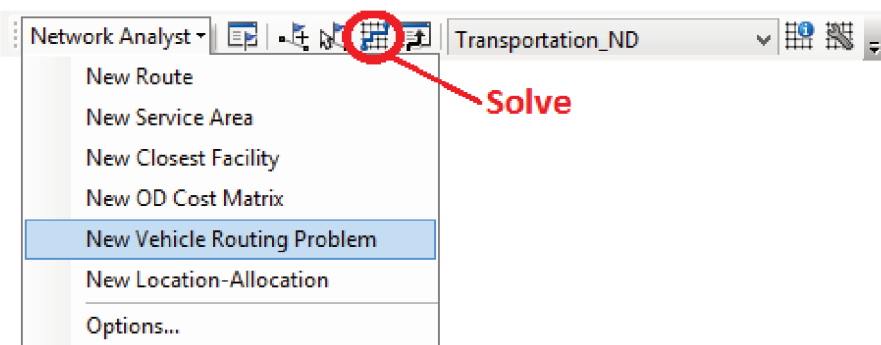 Network Analyst
Transportation_ND
New Route
New Service Area
Solve
New Closest Facility
New OD Cost Matrix
New Vehicle Routing Problem
New Location-Allocation
Options...